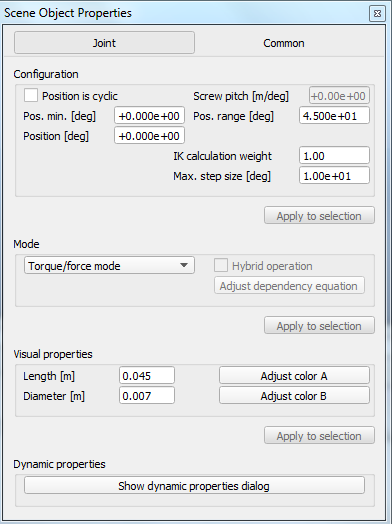 Scene Object Properties
Joint Common
Configuration
Position is cyclic Screw pitch [m/deg] +0.00e+00
Pos. min. [deg] +0.000e+00 Pos. range [deg] 4.500e+01
Position [deg] +0.000e+00
IK calculation weight 1.00
Max. step size [deg] 1.00e+01
Apply to selection
Mode
Torque/force mode Hybrid operation
Adjust dependency equation
Apply to selection
Visual properties
Length [m] 0.045 Adjust color A
Diameter [m] 0.007 Adjust color B
Apply to selection
Dynamic properties
Show dynamic properties dialog